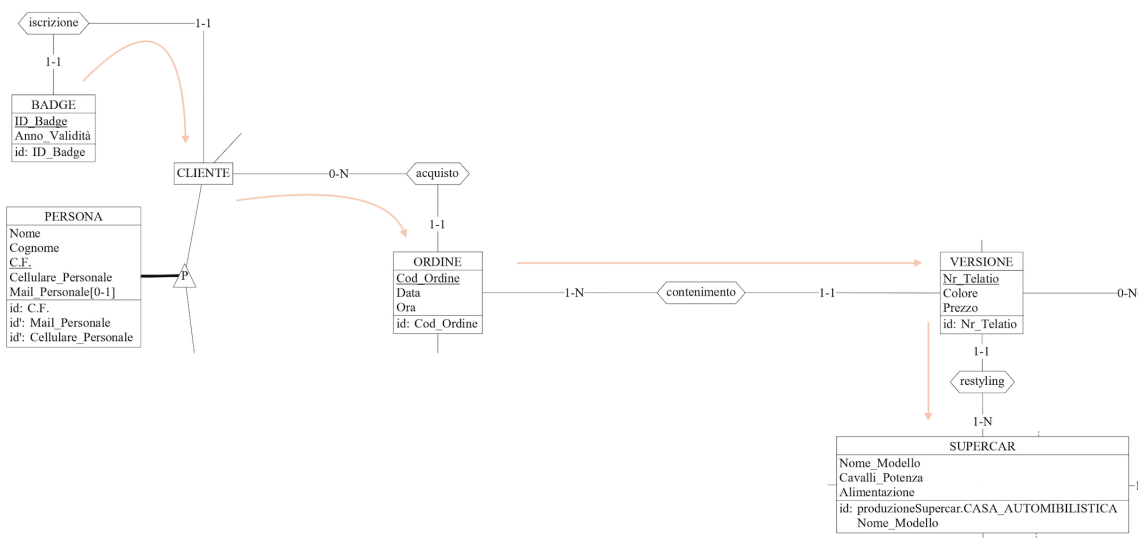 iscrizione
1-1
1-1
BADGE
ID_Badge
Anno_Validità
id: ID_Badge
CLIENTE
0-N
acquisto
1-1
PERSONA
Nome
Cognome
C.F.
Cellulare_Personale
Mail_Personale[0-1]
id: C.F.
id': Mail_Personale
id': Cellulare_Personale
P
ORDINE
Cod_Ordine
Data
Ora
id: Cod_Ordine
1-N
contenimento
1-1
VERSIONE
Nr_Telatio
Colore
Prezzo
id: Nr_Telatio
0-N
1-1
restyling
1-N
SUPERCAR
Nome_Modello
Cavalli_Potenza
Alimentazione
id: produzioneSupercar.CASA_AUTOMIBILISTICA
Nome_Modello